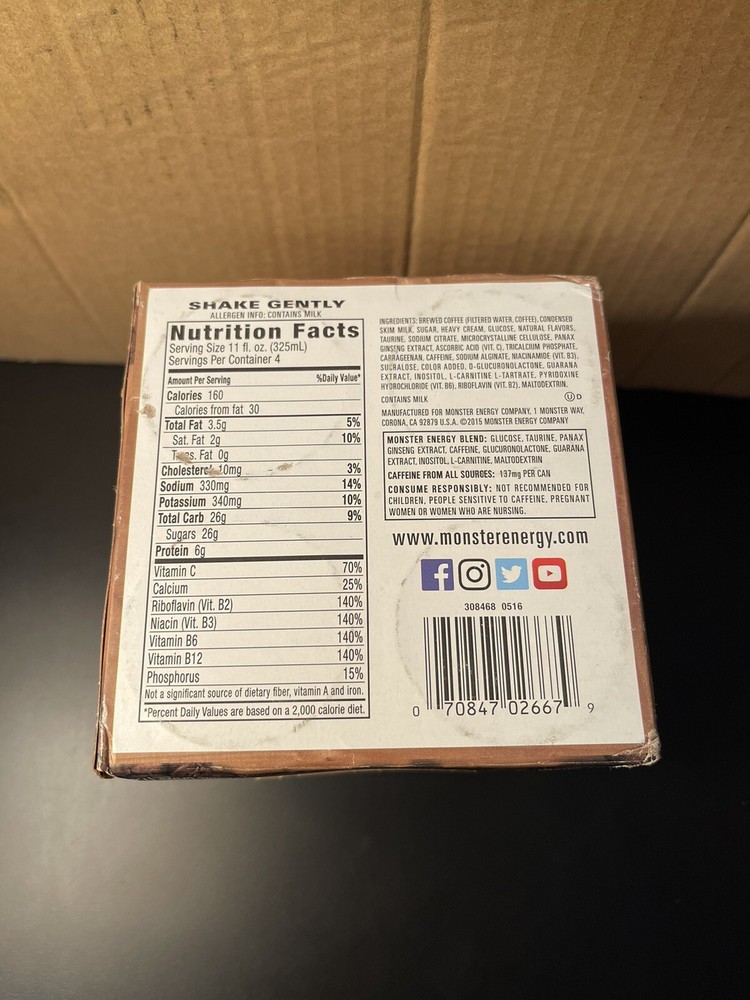 SHAKE GENTLY
ALLERGEN INFO: CONTAINS MILK
Nutrition Facts
Serving Size 11 fl. oz. (325mL)
Servings Per Container 4
Amount Per Serving %Daily Value*
Calories 160
Calories from fat 30
Total Fat 3.5g 5%
Sat. Fat 2g 10%
Fat 0g
10mg 3%
Sodium 330mg 14%
Potassium 340mg 10%
Total Carb 26g 9%
Sugars 26g
Protein 6g
Vitamin C 70%
Calcium 25%
Riboflavin (Vit. B2) 140%
Niacin (Vit. B3) 140%
Vitamin B6 140%
Vitamin B12 140%
Phosphorus 15%
Not a significant source of dietary fiber, vitamin A and iron.
*Percent Daily Values are based on a 2,000 calorie diet.
INGREDIENTS: BREWED COFFEE (FILTERED WATER, COFFEE), CONDENSED
SKIM MILK, SUGAR, HEAVY CREAM, GLUCOSE, NATURAL FLAVORS,
TAURINE, SODIUM CITRATE, MICROCRYSTALLINE CELLULOSE, PANAX
GINSENG EXTRACT, ASCORBIC ACID (VIT. C), TRICALCIUM PHOSPHATE,
CARRAGEENAN, CAFFEINE, SODIUM ALGINATE, NIACINAMIDE (VIT. B3),
SUCRALOSE, COLOR ADDED, D-GLUCURONOLACTONE, GUARANA
EXTRACT, INOSITOL, L-CARNITINE L-TARTRATE, PYRIDOXINE
HYDROCHLORIDE (VIT. B6), RIBOFLAVIN (VIT. B2), MALTODEXTRIN.
CONTAINS MILK
U D
MANUFACTURED FOR MONSTER ENERGY COMPANY, 1 MONSTER WAY,
CORONA, CA 92879 U.S.A. ©2015 MONSTER ENERGY COMPANY
MONSTER ENERGY BLEND: GLUCOSE, TAURINE, PANAX
GINSENG EXTRACT, CAFFEINE, GLUCURONOLACTONE, GUARANA
EXTRACT, INOSITOL, L-CARNITINE, MALTODEXTRIN
CAFFEINE FROM ALL SOURCES: 137mg PER CAN
CONSUME RESPONSIBLY: NOT RECOMMENDED FOR
CHILDREN, PEOPLE SENSITIVE TO CAFFEINE, PREGNANT
WOMEN OR WOMEN WHO ARE NURSING.
www.monsterenergy.com
308468 0516
0 70847 02667 9